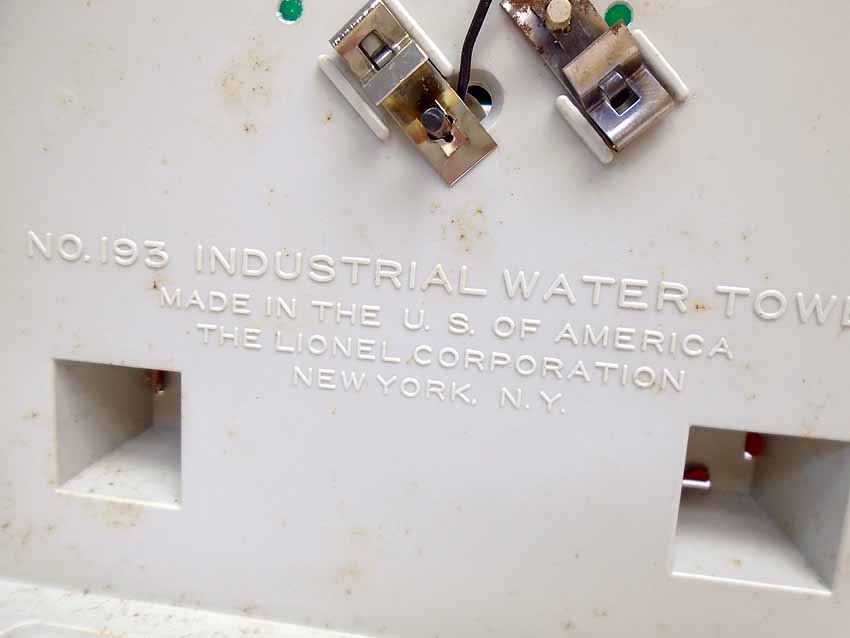 NO. 193 INDUSTRIAL WATER TOWE
MADE IN THE U. S. OF AMERICA
THE LIONEL CORPORATION
NEW YORK, N. Y.